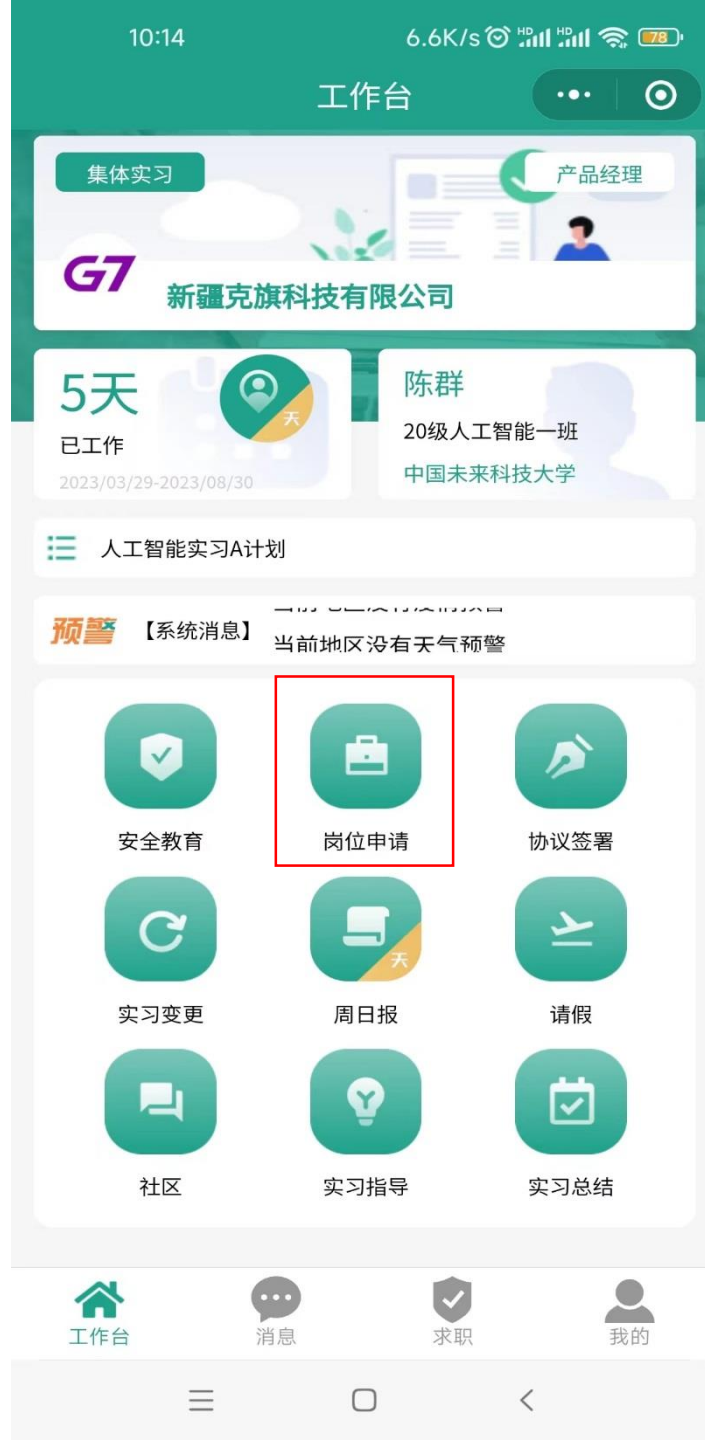 10:14 6.6K/s HD HD 78
工作台
集体实习 产品经理
G7 新疆克旗科技有限公司
5天 天
已工作
2023/03/29-2023/08/30
陈群
20级人工智能一班
中国未来科技大学
人工智能实习A计划
预警 【系统消息】 当前地区没有天气预警
安全教育 岗位申请 协议签署
天
实习变更 周日报 请假
社区 实习指导 实习总结
工作台 消息 求职 我的